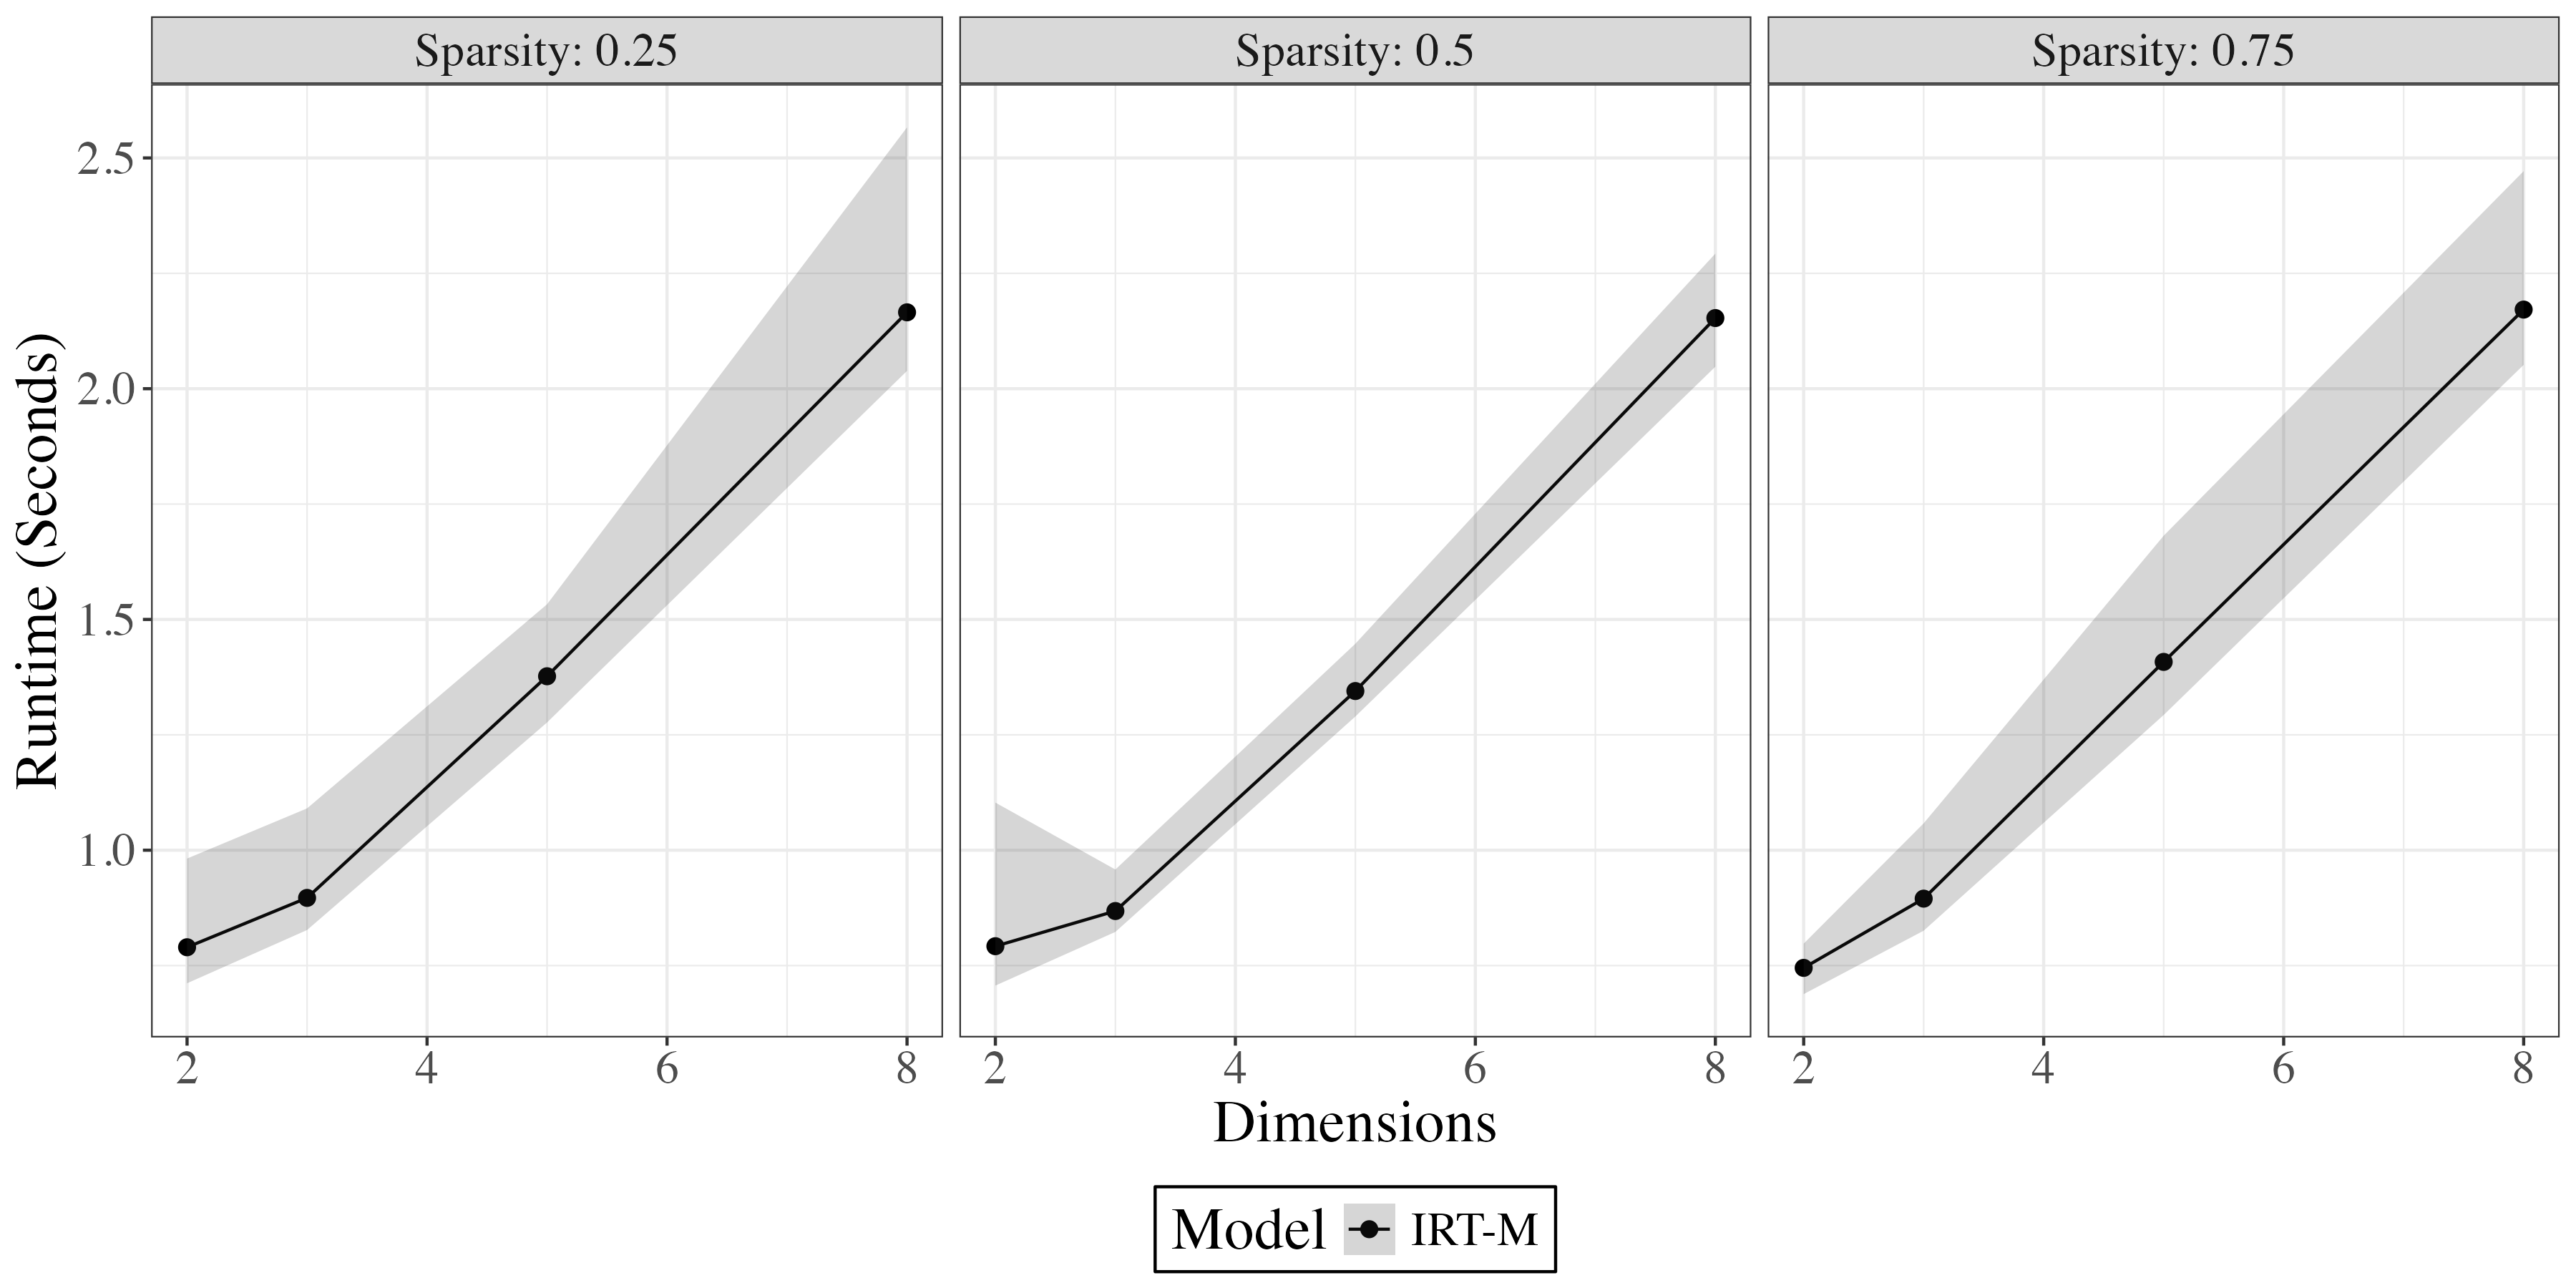 Sparsity: 0.25
Sparsity: 0.5
Sparsity: 0.75
2.5
2.0
1.5
1.0
Runtime (Seconds)
2 4 6 8
2 4 6 8
2 4 6 8
Dimensions
Model IRT-M